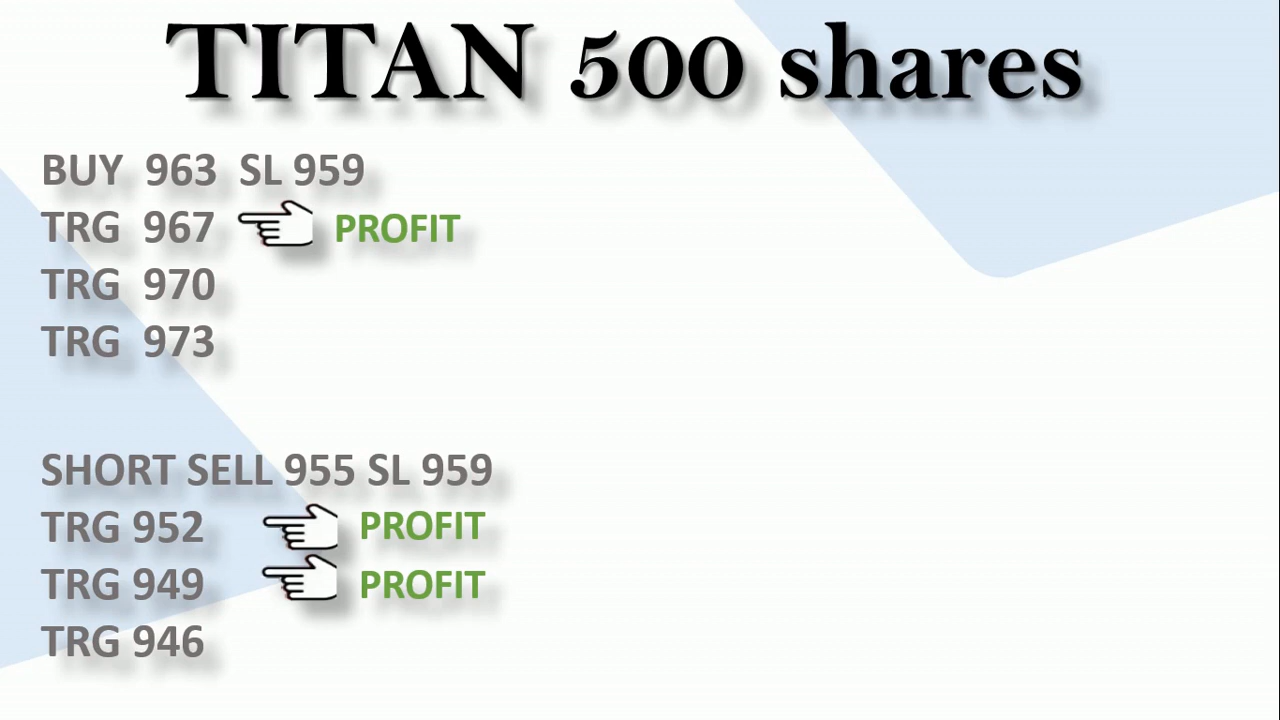 TITAN 500 shares
BUY 963 SL 959
TRG 967 PROFIT
TRG 970
TRG 973
SHORT SELL 955 SL 959
TRG 952 PROFIT
TRG 949 PROFIT
TRG 946